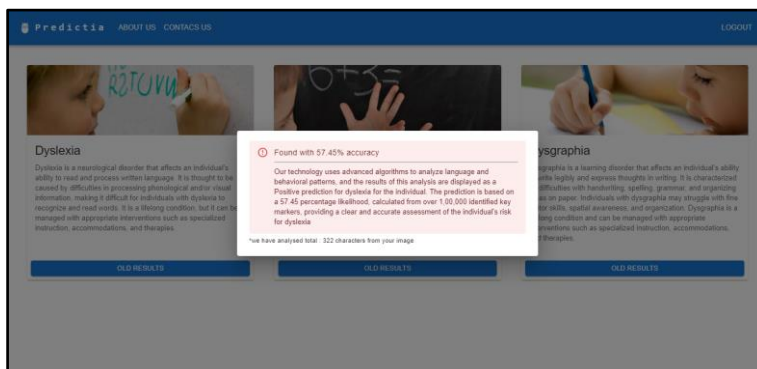 Predictia ABOUT US CONTACS US LOGOUT
RƧTUVW
6+3=
Found with 57.45% accuracy
Our technology uses advanced algorithms to analyze language and
behavioral patterns, and the results of this analysis are displayed as a
Positive prediction for dyslexia for the individual. The prediction is based on
a 57.45 percentage likelihood, calculated from over 1,00,000 identified key
markers, providing a clear and accurate assessment of the individual's risk
for dyslexia
*we have analysed total : 322 characters from your image
Dyslexia
Dyslexia is a neurological disorder that affects an individual's
ability to read and process written language. It is thought to be
caused by difficulties in processing phonological and/or visual
information, making it difficult for individuals with dyslexia to
recognize and read words. It is a lifelong condition, but it can be
managed with appropriate interventions such as specialized
instruction, accommodations, and therapies.
OLD RESULTS
OLD RESULTS
ysgraphia
sgraphia is a learning disorder that affects an individual's ability
write legibly and express thoughts in writing. It is characterized
difficulties with handwriting, spelling, grammar, and organizing
as on paper. Individuals with dysgraphia may struggle with fine
tor skills, spatial awareness, and organization. Dysgraphia is a
long condition and can be managed with appropriate
erventions such as specialized instruction, accommodations,
d therapies.
OLD RESULTS